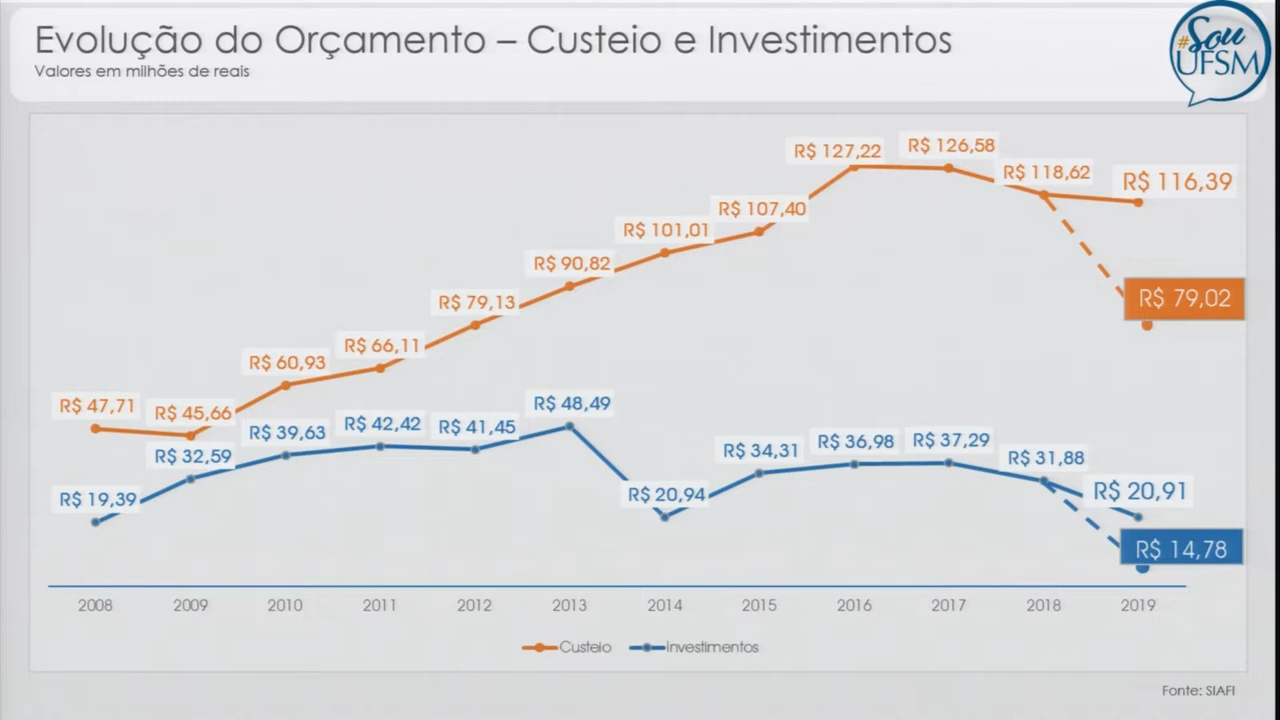 Evolução do Orçamento – Custeio e Investimentos
Valores em milhões de reais
#Sou
UFSM
R$ 47,71
R$ 45,66
R$ 60,93
R$ 66,11
R$ 79,13
R$ 90,82
R$ 101,01
R$ 107,40
R$ 127,22
R$ 126,58
R$ 118,62
R$ 116,39
R$ 79,02
R$ 19,39
R$ 32,59
R$ 39,63
R$ 42,42
R$ 41,45
R$ 48,49
R$ 20,94
R$ 34,31
R$ 36,98
R$ 37,29
R$ 31,88
R$ 20,91
R$ 14,78
2008 2009 2010 2011 2012 2013 2014 2015 2016 2017 2018 2019
Custeio Investimentos
Fonte: SIAFI